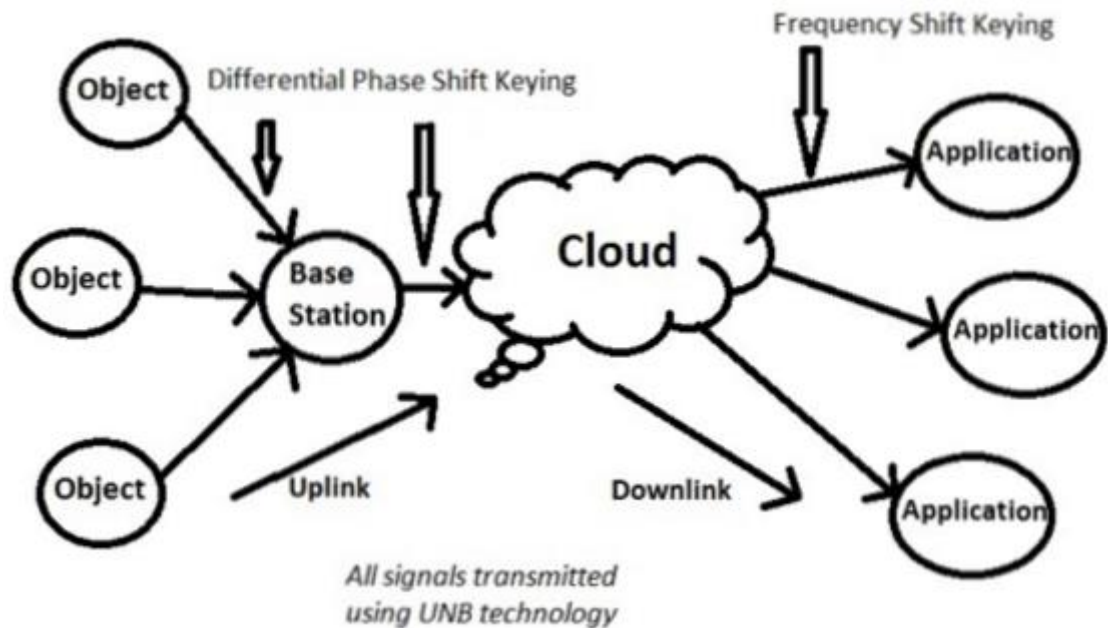 Frequency Shift Keying
Object
Differential Phase Shift Keying
Application
Cloud
Object
Base
Station
Application
Object
Uplink
Downlink
Application
All signals transmitted
using UNB technology